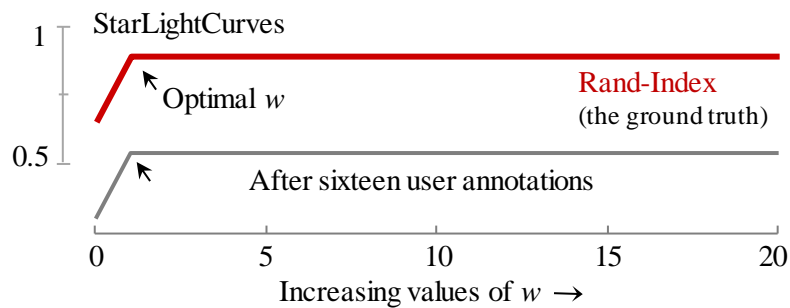 StarLightCurves
1
Optimal w
Rand-Index
(the ground truth)
0.5
After sixteen user annotations
0 5 10 15 20
Increasing values of w →